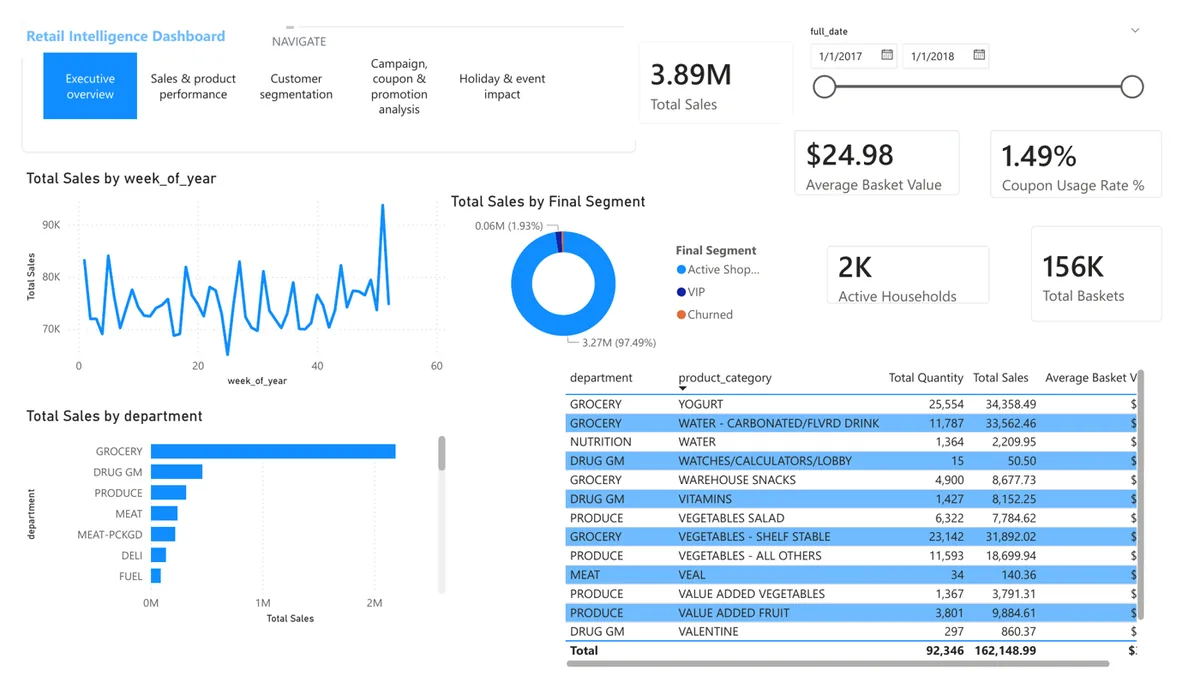 Retail Intelligence Dashboard
NAVIGATE
Executive overview
Sales & product performance
Customer segmentation
Campaign, coupon & promotion analysis
Holiday & event impact
3.89M
Total Sales
full_date
1/1/2017
1/1/2018
$24.98
Average Basket Value
1.49%
Coupon Usage Rate %
Total Sales by week_of_year
Total Sales
90K
80K
70K
0 20 40 60
week_of_year
Total Sales by Final Segment
0.06M (1.93%)
3.27M (97.49%)
Final Segment
Active Shop...
VIP
Churned
2K
Active Households
156K
Total Baskets
Total Sales by department
department
GROCERY
DRUG GM
PRODUCE
MEAT
MEAT-PCKGD
DELI
FUEL
0M 1M 2M
Total Sales
department product_category Total Quantity Total Sales Average Basket V
GROCERY YOGURT 25,554 34,358.49 $
GROCERY WATER - CARBONATED/FLVRD DRINK 11,787 33,562.46 $
NUTRITION WATER 1,364 2,209.95 $
DRUG GM WATCHES/CALCULATORS/LOBBY 15 50.50 $
GROCERY WAREHOUSE SNACKS 4,900 8,677.73 $
DRUG GM VITAMINS 1,427 8,152.25 $
PRODUCE VEGETABLES SALAD 6,322 7,784.62 $
GROCERY VEGETABLES - SHELF STABLE 23,142 31,892.02 $
PRODUCE VEGETABLES - ALL OTHERS 11,593 18,699.94 $
MEAT VEAL 34 140.36 $
PRODUCE VALUE ADDED VEGETABLES 1,367 3,791.31 $
PRODUCE VALUE ADDED FRUIT 3,801 9,884.61 $
DRUG GM VALENTINE 297 860.37 $
Total 92,346 162,148.99 $